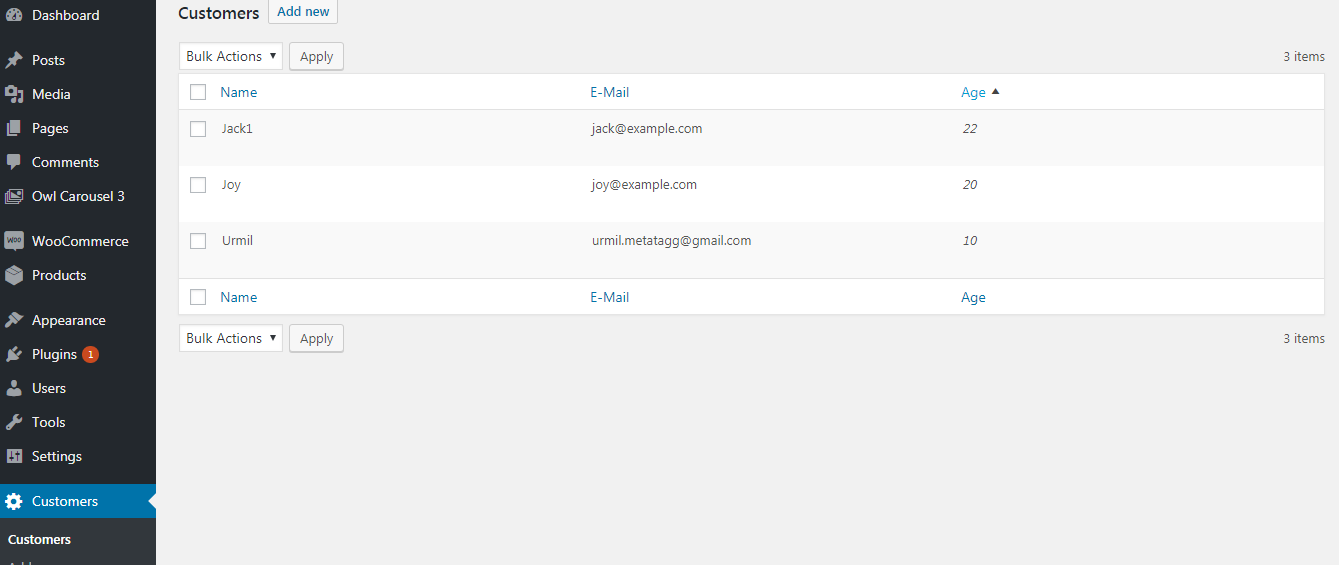 Dashboard
Posts
Media
Pages
Comments
Owl Carousel 3
WooCommerce
Products
Appearance
Plugins 1
Users
Tools
Settings
Customers
Customers
Customers Add new
Bulk Actions Apply 3 items
Name E-Mail Age
Jack1 jack@example.com 22
Joy joy@example.com 20
Urmil urmil.metatagg@gmail.com 10
Name E-Mail Age
Bulk Actions Apply 3 items